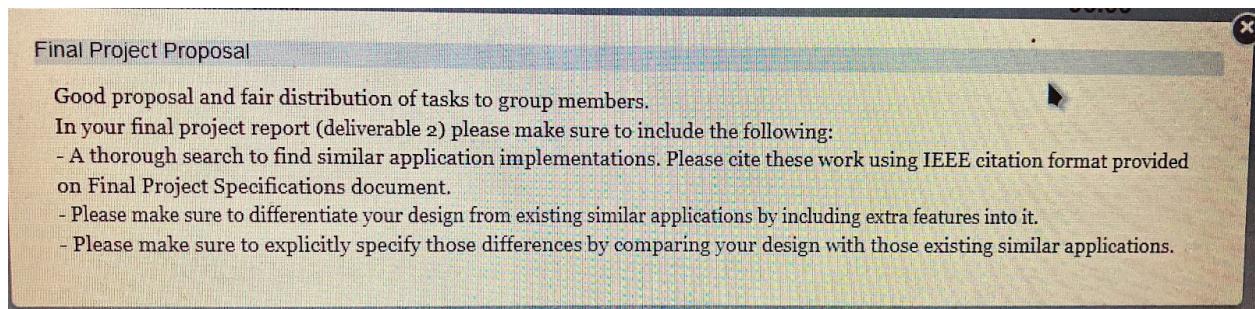 Final Project Proposal
Good proposal and fair distribution of tasks to group members.
In your final project report (deliverable 2) please make sure to include the following:
- A thorough search to find similar application implementations. Please cite these work using IEEE citation format provided
on Final Project Specifications document.
- Please make sure to differentiate your design from existing similar applications by including extra features into it.
- Please make sure to explicitly specify those differences by comparing your design with those existing similar applications.